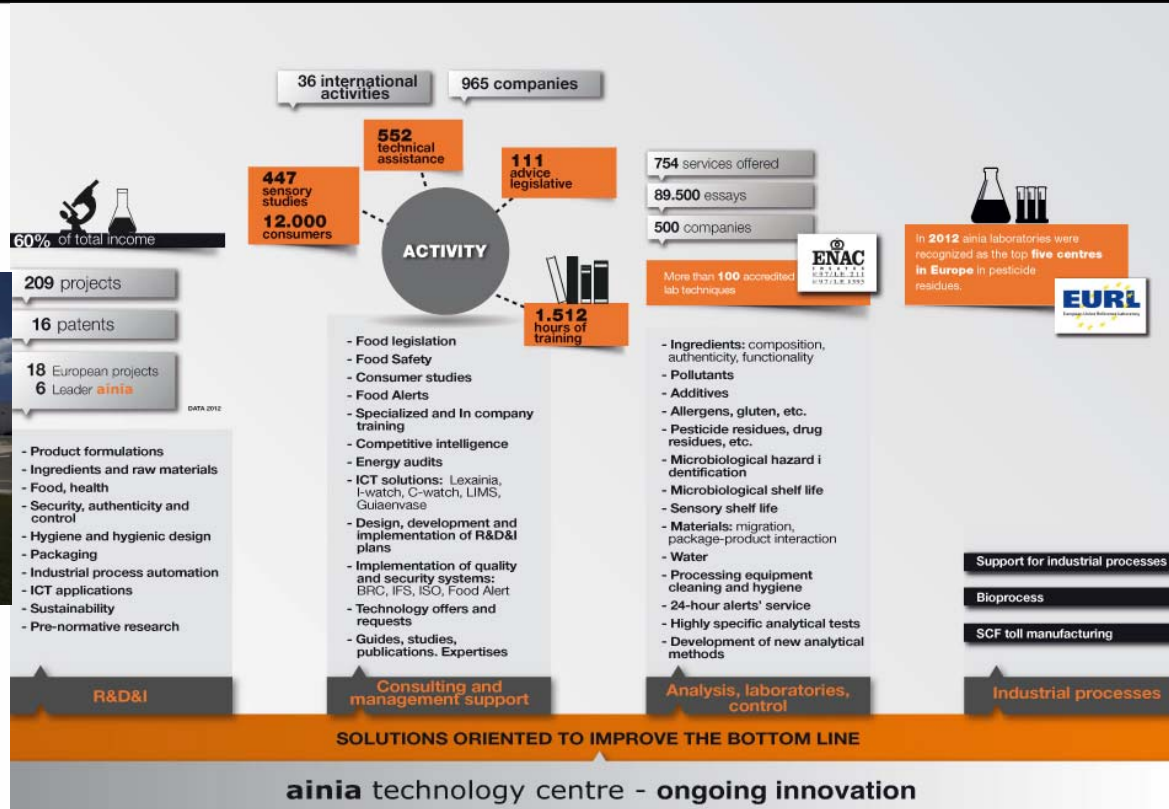 60% of total income
209 projects
16 patents
18 European projects
6 Leader ainia
DATA 2012
- Product formulations
- Ingredients and raw materials
- Food, health
- Security, authenticity and
control
- Hygiene and hygienic design
- Packaging
- Industrial process automation
- ICT applications
- Sustainability
- Pre-normative research
R&D&I
36 international
activities
965 companies
552
technical
assistance
447
sensory
studies
12.000
consumers
111
advice
legislative
ACTIVITY
1.512
hours of
training
- Food legislation
- Food Safety
- Consumer studies
- Food Alerts
- Specialized and In company
training
- Competitive intelligence
- Energy audits
- ICT solutions: Lexainia,
I-watch, C-watch, LIMS,
Guiaenvase
- Design, development and
implementation of R&D&I
plans
- Implementation of quality
and security systems:
BRC, IFS, ISO, Food Alert
- Technology offers and
requests
- Guides, studies,
publications. Expertises
Consulting and
management support
754 services offered
89.500 essays
500 companies
More than 100 accredited
lab techniques
ENAC
- Ingredients: composition,
authenticity, functionality
- Pollutants
- Additives
- Allergens, gluten, etc.
- Pesticide residues, drug
residues, etc.
- Microbiological hazard i
dentification
- Microbiological shelf life
- Sensory shelf life
- Materials: migration,
package-product interaction
- Water
- Processing equipment
cleaning and hygiene
- 24-hour alerts' service
- Highly specific analytical tests
- Development of new analytical
methods
Analysis, laboratories,
control
In 2012 ainia laboratories were
recognized as the top five centres
in Europe in pesticide
residues.
EURL
European Union Reference Laboratory
Support for industrial processes
Bioprocess
SCF toll manufacturing
Industrial processes
SOLUTIONS ORIENTED TO IMPROVE THE BOTTOM LINE
ainia technology centre - ongoing innovation